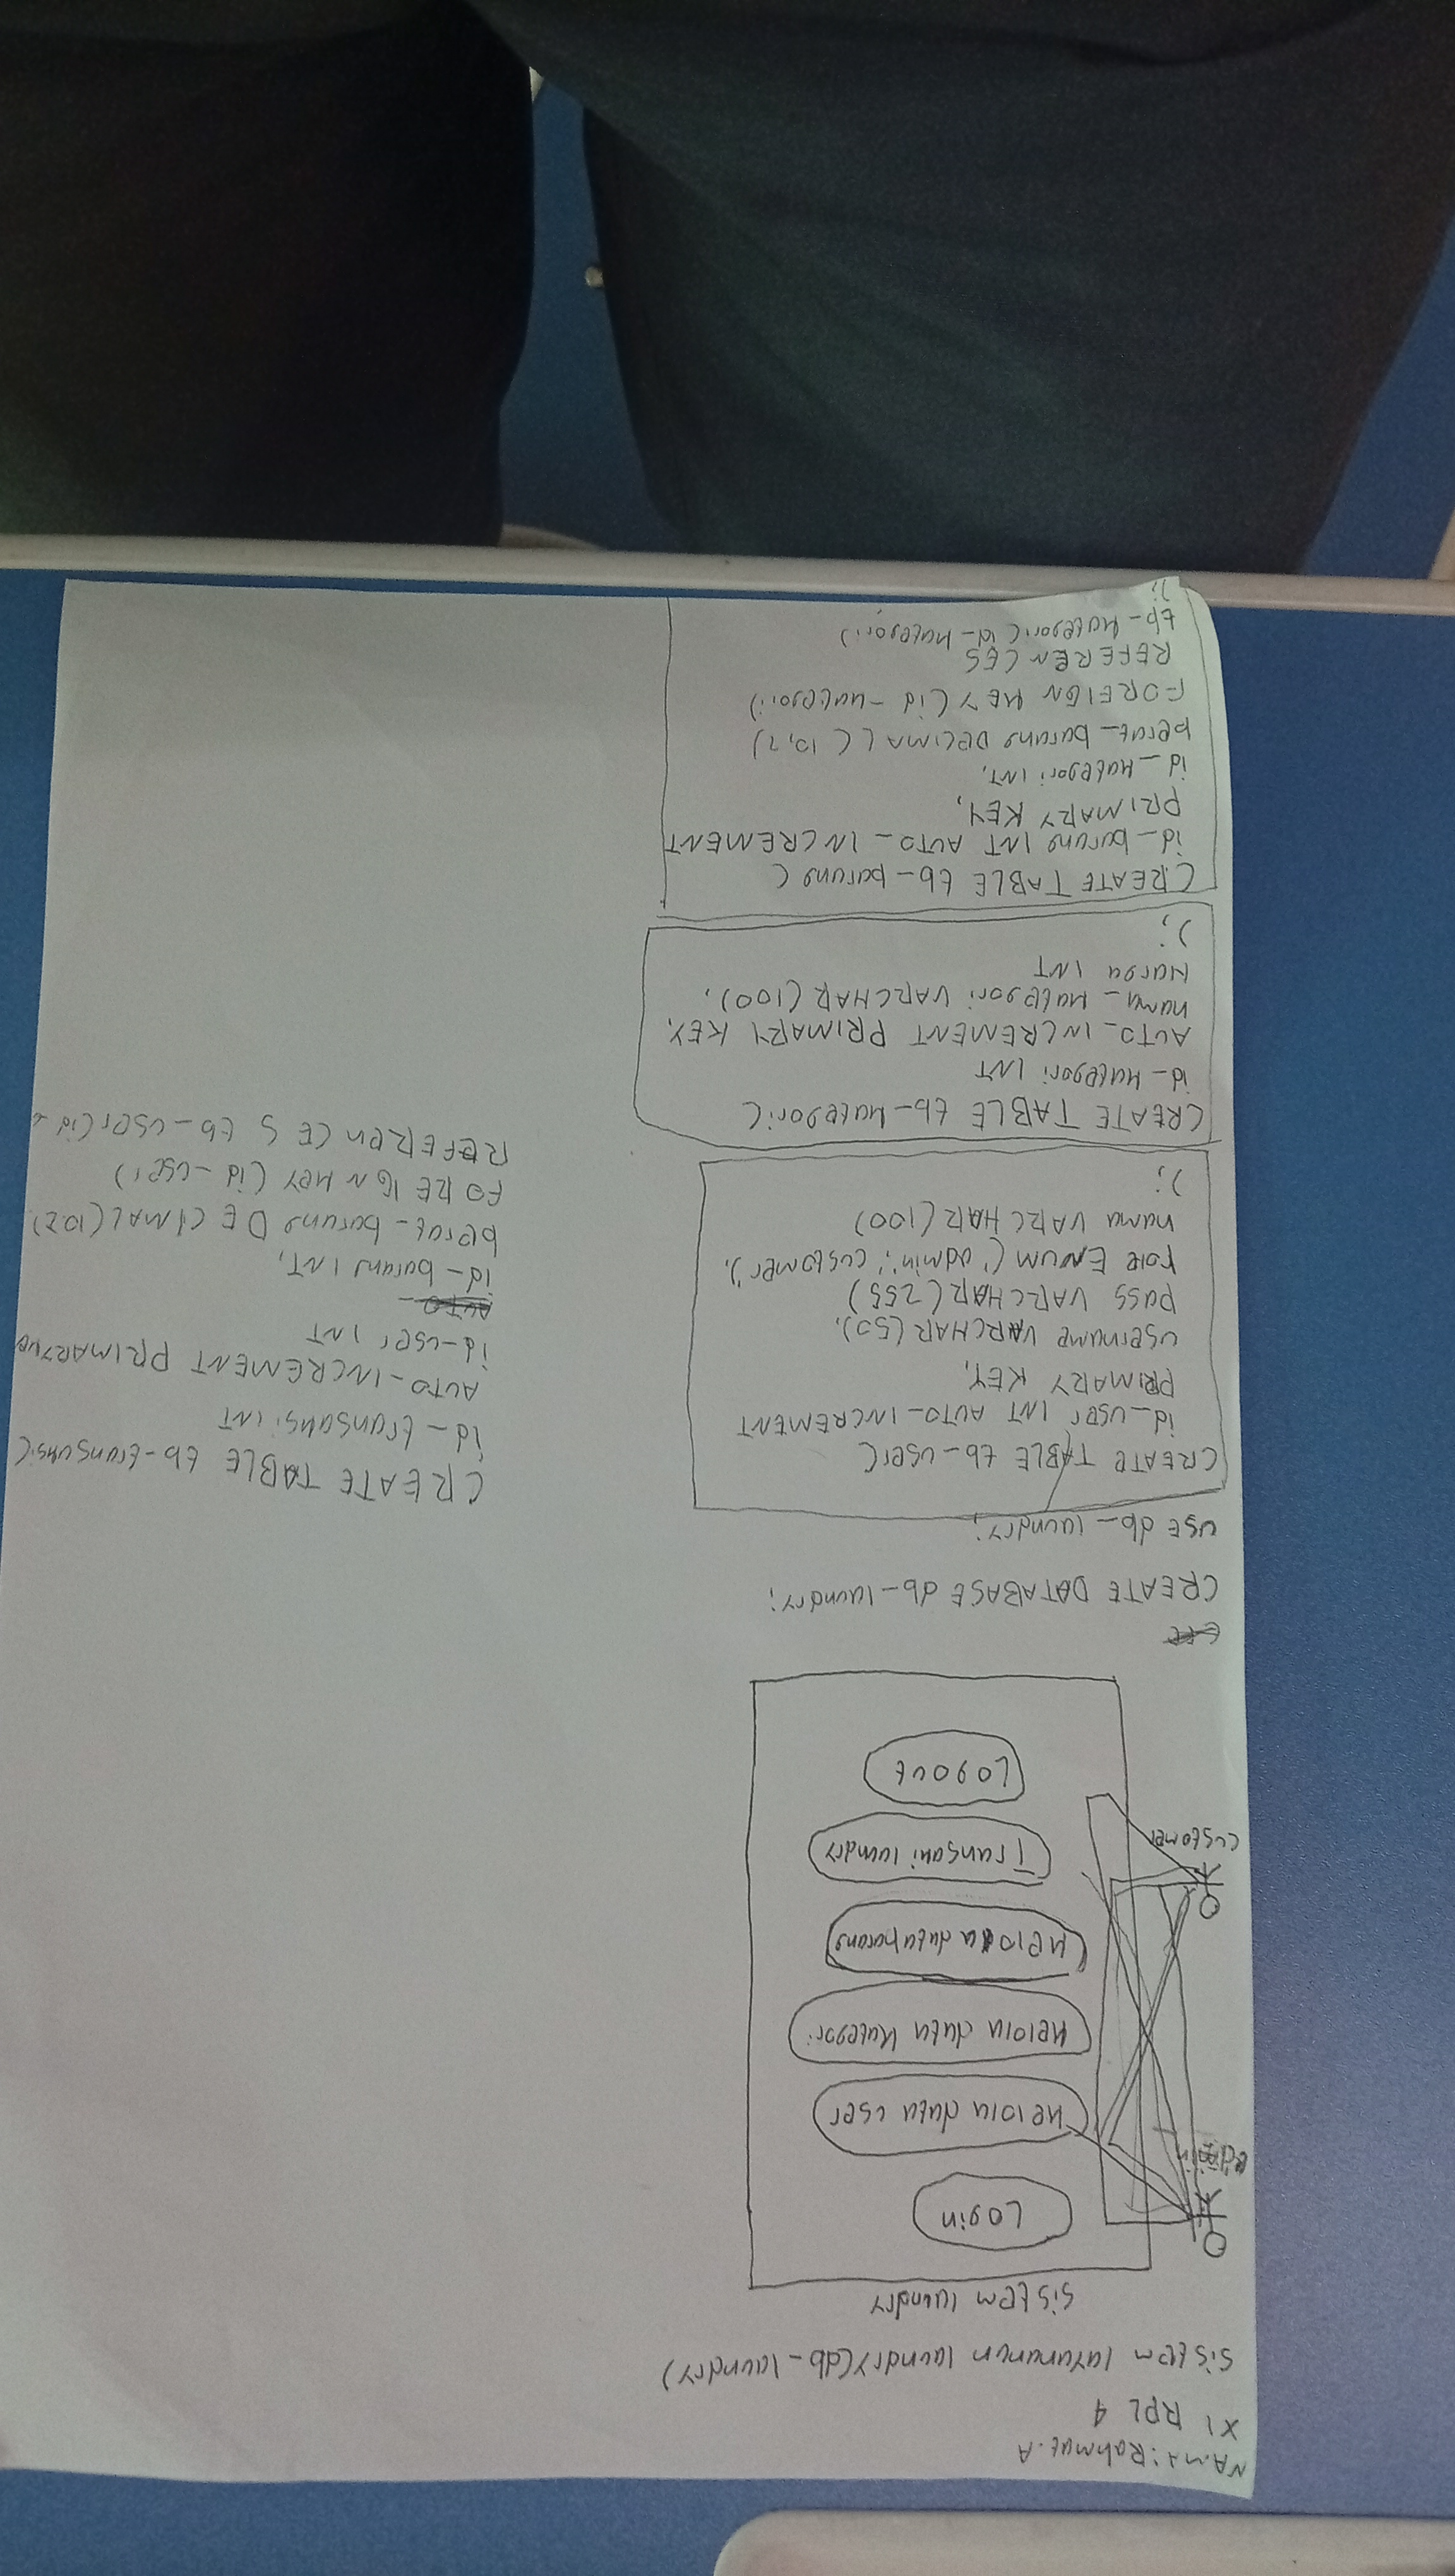 NAMA : Rahmat. A
XI RPL 4
Sistem layanan laundry (db_laundry)
Sistem laundry
Login
admin
Kelola data user
Kelola data Kategori
Kelola data barang
Customer
Transaksi laundry
Logout
CREATE DATABASE db_laundry;
USE db_laundry;
CREATE TABLE tb_user(
id_user INT AUTO_INCREMENT
PRIMARY KEY,
username VARCHAR(50),
pass VARCHAR(255)
role ENUM('admin','customer'),
nama VARCHAR(100)
);
CREATE TABLE tb_kategori(
id_kategori INT
AUTO_INCREMENT PRIMARY KEY,
nama_kategori VARCHAR(100),
Harga INT
);
CREATE TABLE tb_barang(
id_barang INT AUTO_INCREMENT
PRIMARY KEY,
id_kategori INT,
berat_barang DECIMAL(10,2)
FOREIGN KEY (id_kategori)
REFERENCES
tb_kategori(id_kategori)
);
CREATE TABLE tb_transaksi(
id_transaksi INT
AUTO_INCREMENT PRIMARY KE
id_user INT
AUTO_
id_barang INT,
berat_barang DECIMAL(10.2)
FOREIGN KEY (id_user)
REFERENCES tb_user(id_